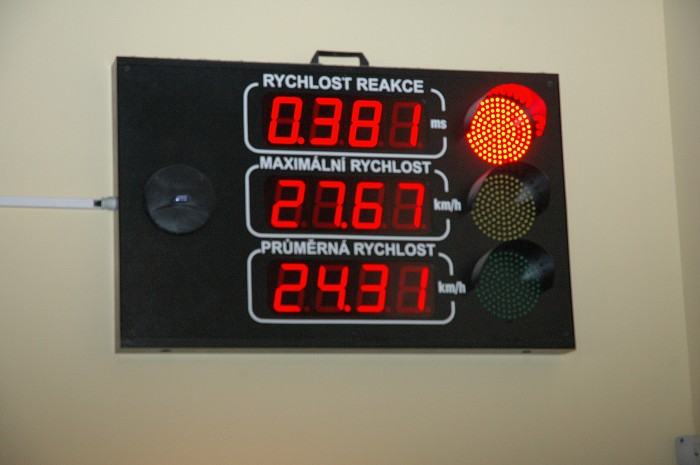 RYCHLOST REAKCE
0.381 ms
MAXIMÁLNÍ RYCHLOST
27.67 km/h
PRŮMĚRNÁ RYCHLOST
24.31 km/h